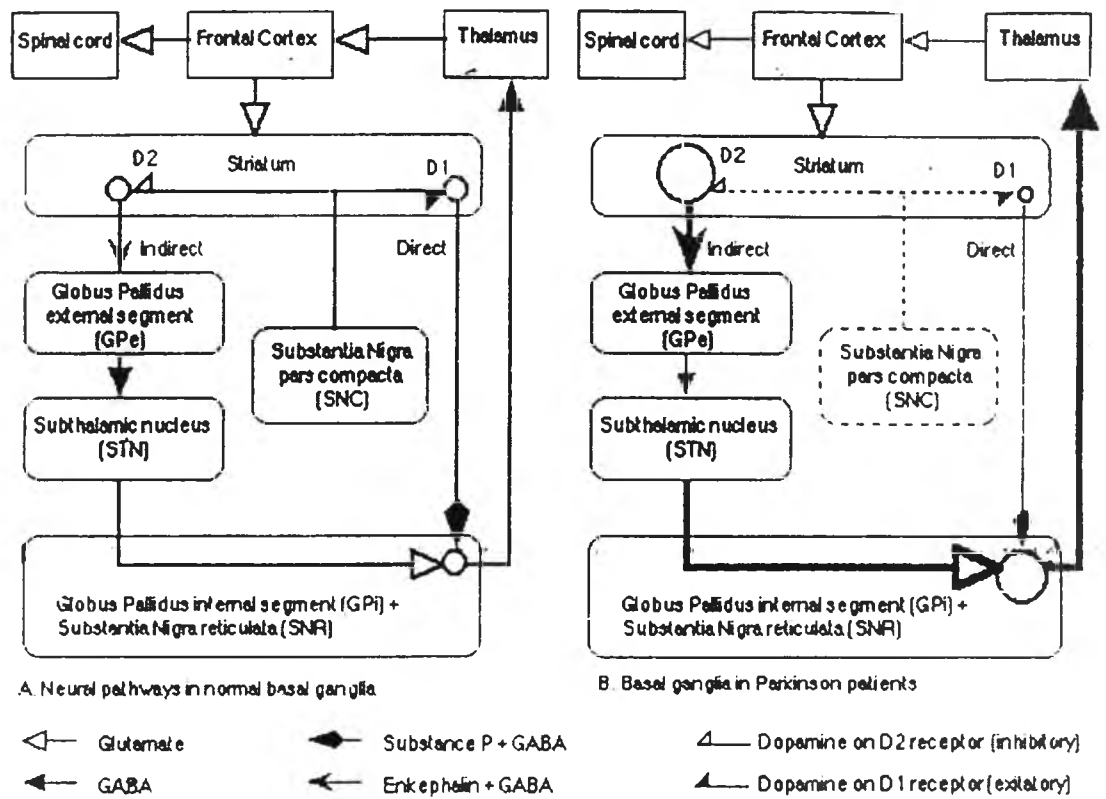 Spinal cord
Frontal Cortex
Thalamus
D2
Striatum
D1
Indirect
Direct
Globus Pallidus
external segment
(GPe)
Substantia Nigra
pars compacta
(SNC)
Subthalamic nucleus
(STN)
Globus Pallidus internal segment (GPi) +
Substantia Nigra reticulata (SNR)
A. Neural pathways in normal basal ganglia
Spinal cord
Frontal Cortex
Thalamus
D2
Striatum
D1
Indirect
Direct
Globus Pallidus
external segment
(GPe)
Substantia Nigra
pars compacta
(SNC)
Subthalamic nucleus
(STN)
Globus Pallidus internal segment (GPi) +
Substantia Nigra reticulata (SNR)
B. Basal ganglia in Parkinson patients
Glutamate
Substance P + GABA
Dopamine on D2 receptor (inhibitory)
GABA
Enkephalin + GABA
Dopamine on D1 receptor (exitatory)